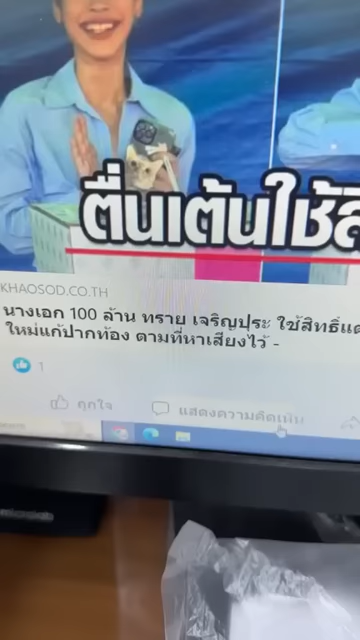 ตื่นเต้นใช้สิ
KHAOSOD.CO.TH
นางเอก 100 ล้าน ทราย เจริญปุระ ใช้สิทธิ์แต่
ใหม่แก้ปากท้อง ตามที่หาเสียงไว้ -
1
ถูกใจ
แสดงความคิดเห็น